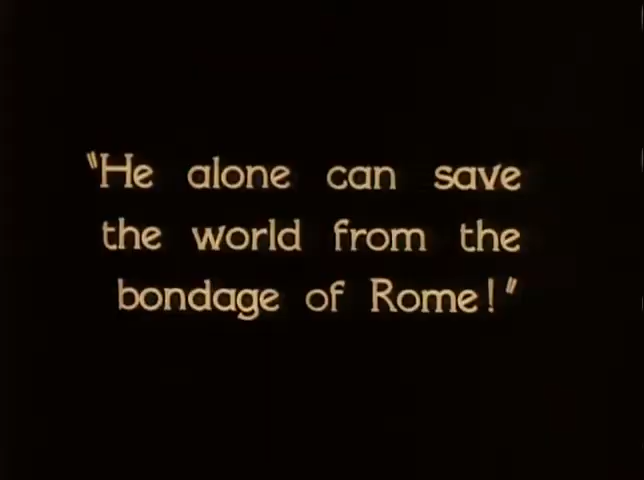 "He alone can save
the world from the
bondage of Rome!"